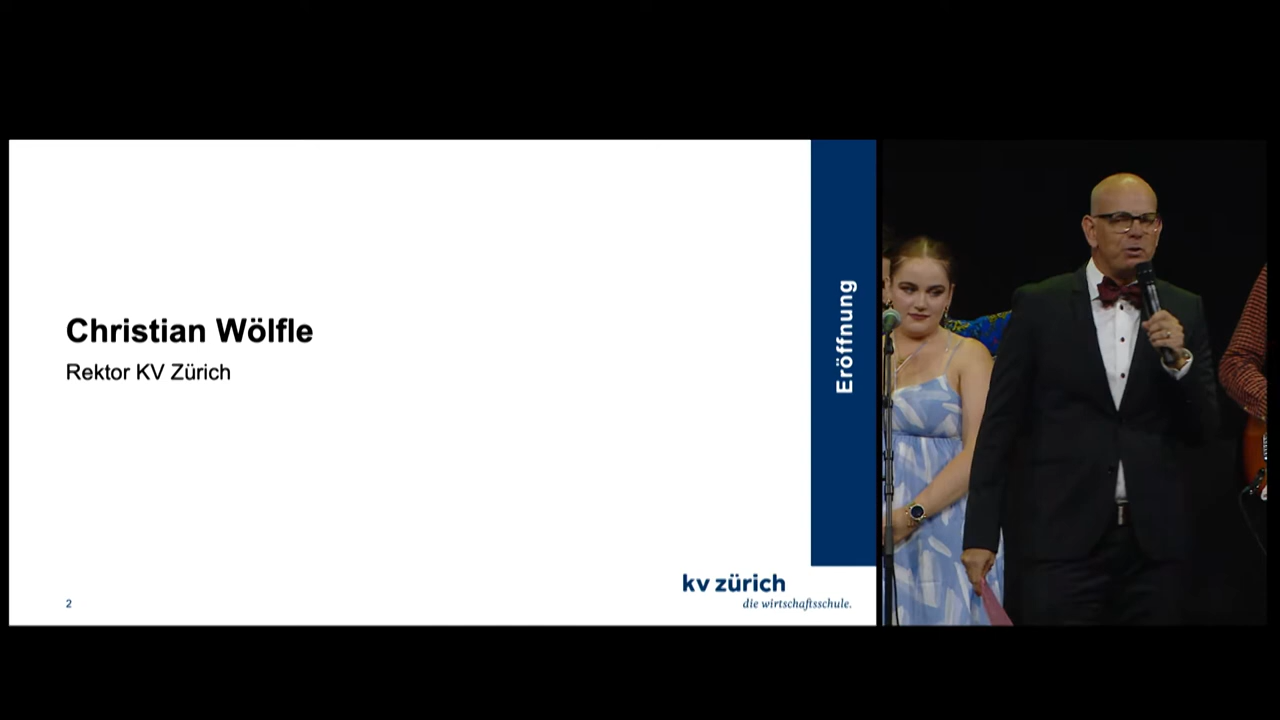 Christian Wölfle
Rektor KV Zürich
Eröffnung
2
kv zürich
die wirtschaftsschule.